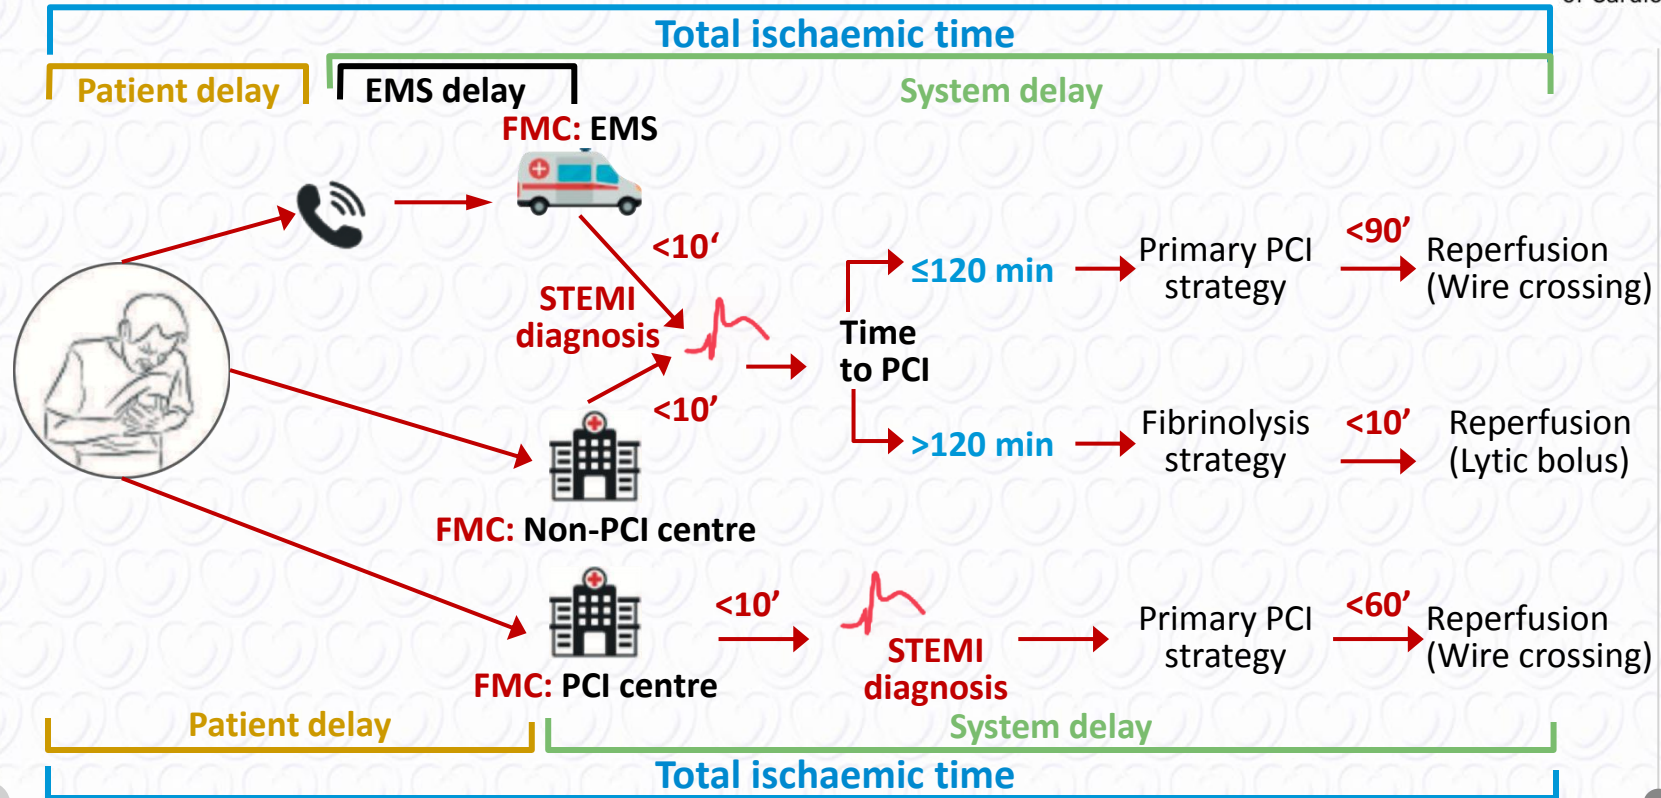 of Cardio
Total ischaemic time
Patient delay
EMS delay
System delay
FMC: EMS
<10‘
STEMI
diagnosis
<10’
FMC: Non-PCI centre
Time
to PCI
≤120 min
Primary PCI
strategy
<90’
Reperfusion
(Wire crossing)
>120 min
Fibrinolysis
strategy
<10’
Reperfusion
(Lytic bolus)
FMC: PCI centre
<10’
STEMI
diagnosis
Primary PCI
strategy
<60’
Reperfusion
(Wire crossing)
Patient delay
System delay
Total ischaemic time